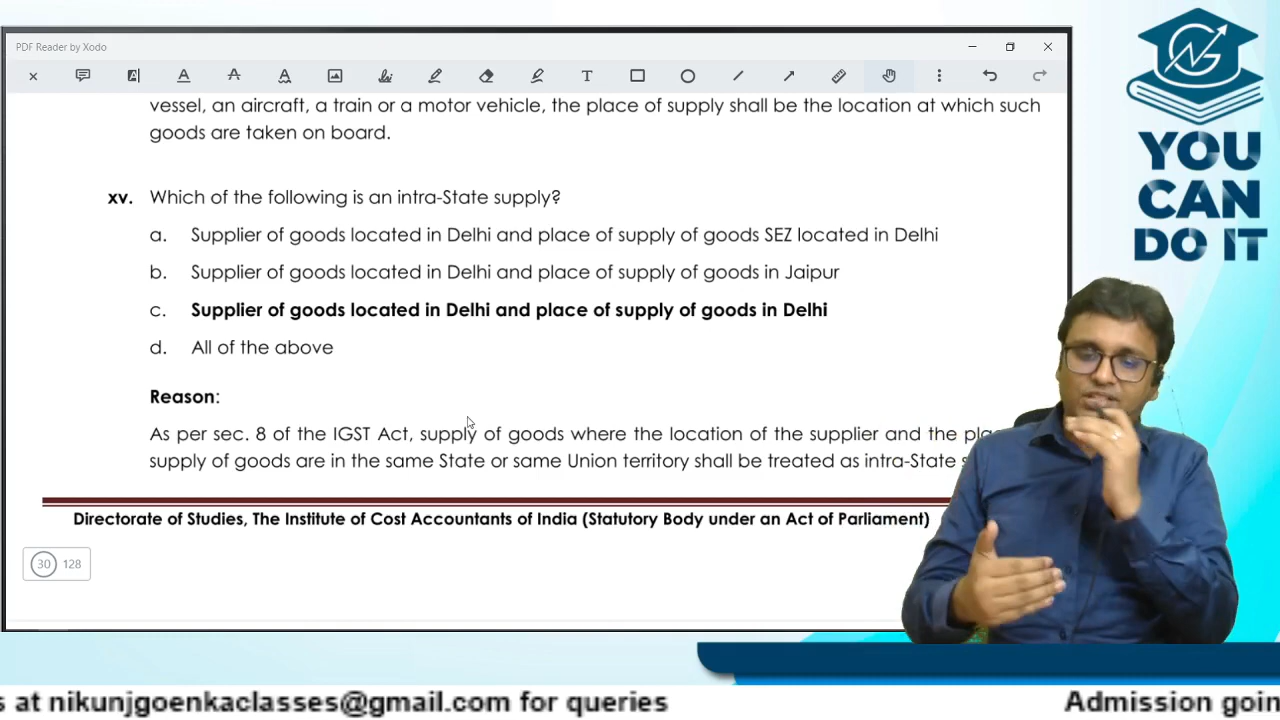 PDF Reader by Xodo
vessel, an aircraft, a train or a motor vehicle, the place of supply shall be the location at which such
goods are taken on board.
xv. Which of the following is an intra-State supply?
a. Supplier of goods located in Delhi and place of supply of goods SEZ located in Delhi
b. Supplier of goods located in Delhi and place of supply of goods in Jaipur
c. Supplier of goods located in Delhi and place of supply of goods in Delhi
d. All of the above
Reason:
As per sec. 8 of the IGST Act, supply of goods where the location of the supplier and the
supply of goods are in the same State or same Union territory shall be treated as intra-State
Directorate of Studies, The Institute of Cost Accountants of India (Statutory Body under an Act of Parliament)
30 128
YOU
CAN
DO IT
s at nikunjgoenkaclasses@gmail.com for queries Admission goin